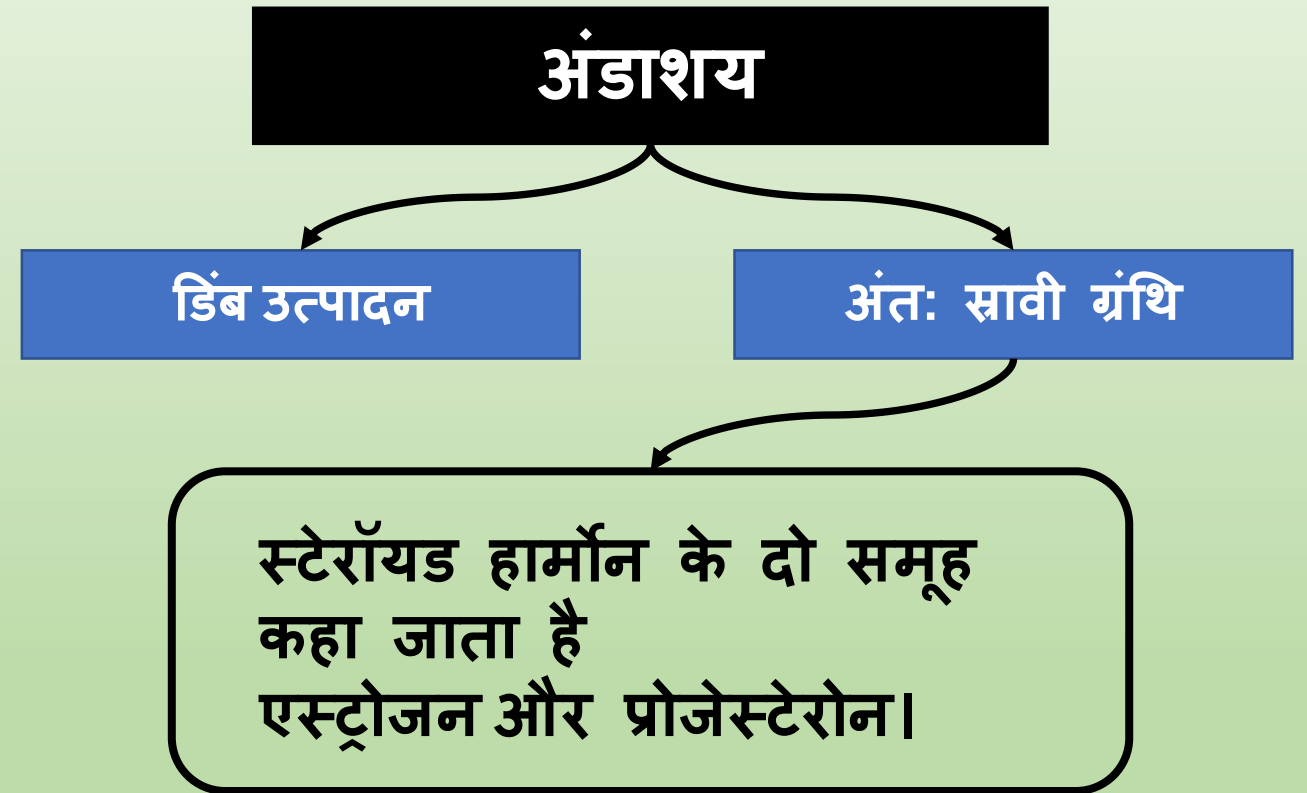 अंडाशय
डिंब उत्पादन
अंत: स्रावी ग्रंथि
स्टेरॉयड हार्मोन के दो समूह
कहा जाता है
एस्ट्रोजन और प्रोजेस्टेरोन।